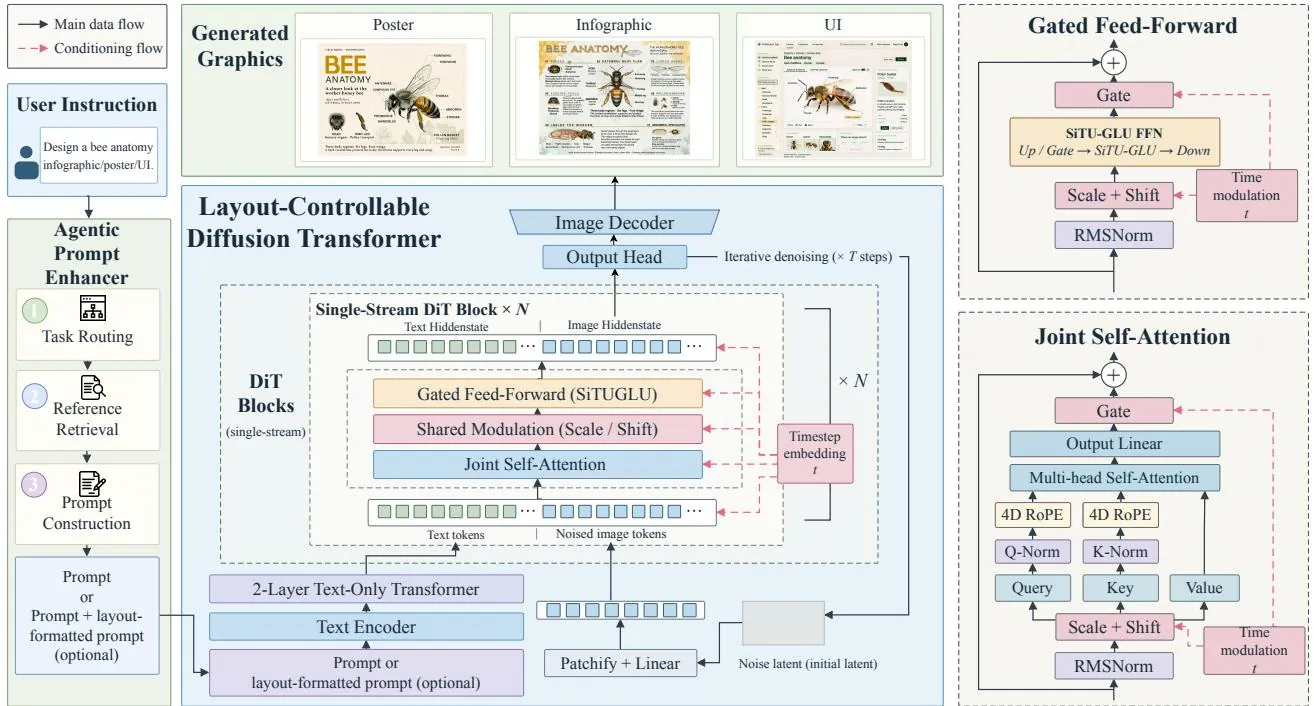 Main data flow
Conditioning flow
User Instruction
Design a bee anatomy
infographic/poster/UI.
Agentic
Prompt
Enhancer
1
Task Routing
2
Reference
Retrieval
3
Prompt
Construction
Prompt
or
Prompt + layout-
formatted prompt
(optional)
Generated
Graphics
Poster
BEE
ANATOMY
A closer look at the
worker honey bee
Infographic
BEE ANATOMY
UI
Bee anatomy
Layout-Controllable
Diffusion Transformer
Image Decoder
Output Head
Iterative denoising (× T steps)
Single-Stream DiT Block × N
Text Hiddenstate | Image Hiddenstate
...
...
DiT
Blocks
(single-stream)
Gated Feed-Forward (SiTUGLU)
Shared Modulation (Scale / Shift)
Joint Self-Attention
× N
Timestep
embedding
t
...
...
Text tokens | Noised image tokens
2-Layer Text-Only Transformer
Text Encoder
Prompt or
layout-formatted prompt (optional)
Patchify + Linear
Noise latent (initial latent)
Gated Feed-Forward
+
Gate
SiTU-GLU FFN
Up / Gate → SiTU-GLU → Down
Scale + Shift
Time
modulation
t
RMSNorm
Joint Self-Attention
+
Gate
Output Linear
Multi-head Self-Attention
4D RoPE
4D RoPE
Q-Norm
K-Norm
Query
Key
Value
Scale + Shift
Time
modulation
t
RMSNorm